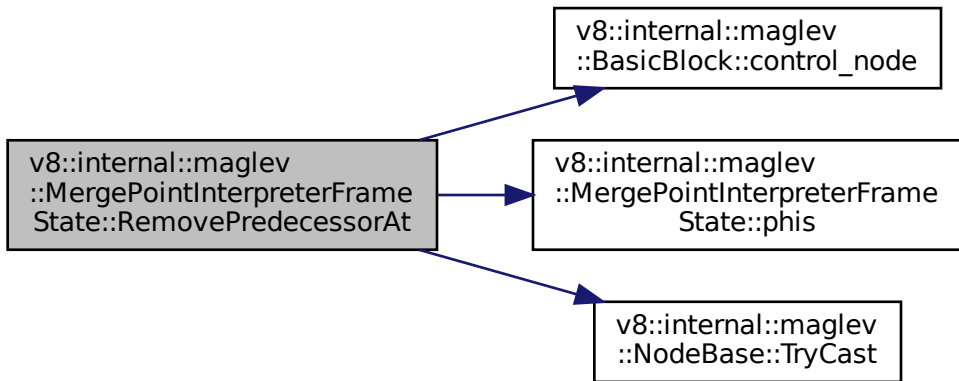 v8::internal::maglev
::MergePointInterpreterFrame
State::RemovePredecessorAt
v8::internal::maglev
::BasicBlock::control_node
v8::internal::maglev
::MergePointInterpreterFrame
State::phis
v8::internal::maglev
::NodeBase::TryCast